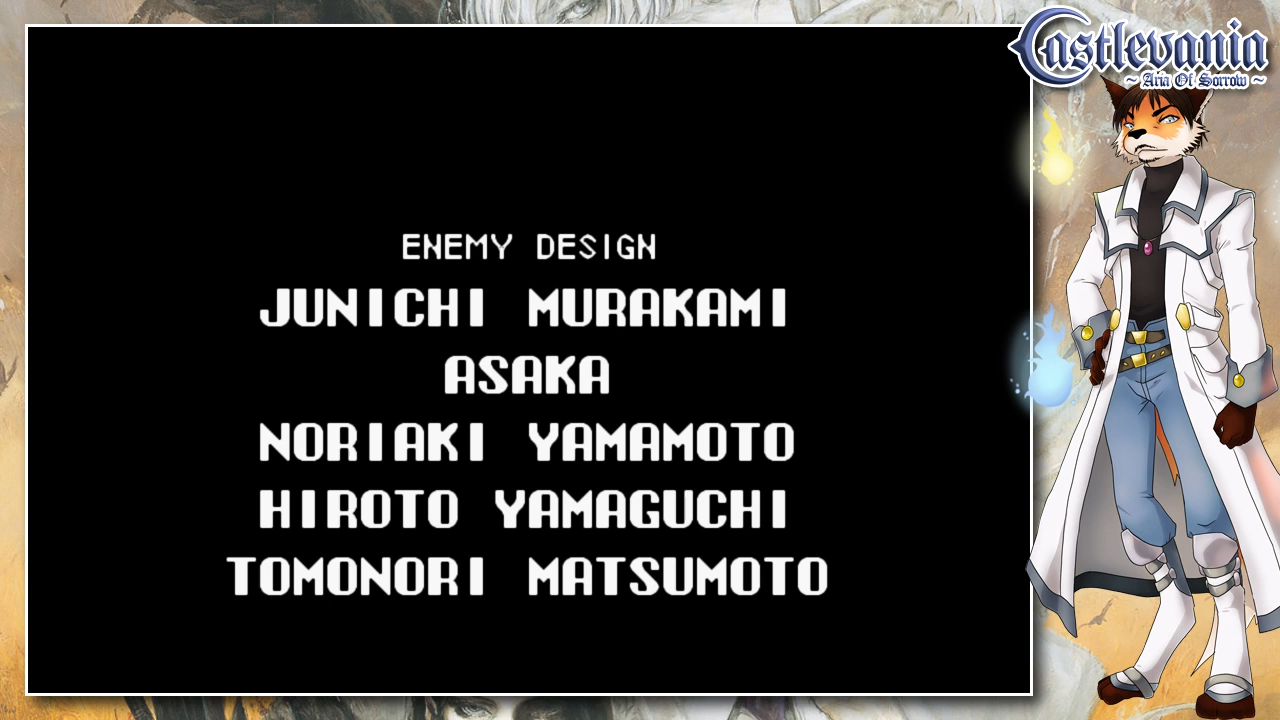 Castlevania
~ Aria Of Sorrow ~
ENEMY DESIGN
JUNICHI MURAKAMI
ASAKA
NORIAKI YAMAMOTO
HIROTO YAMAGUCHI
TOMONORI MATSUMOTO